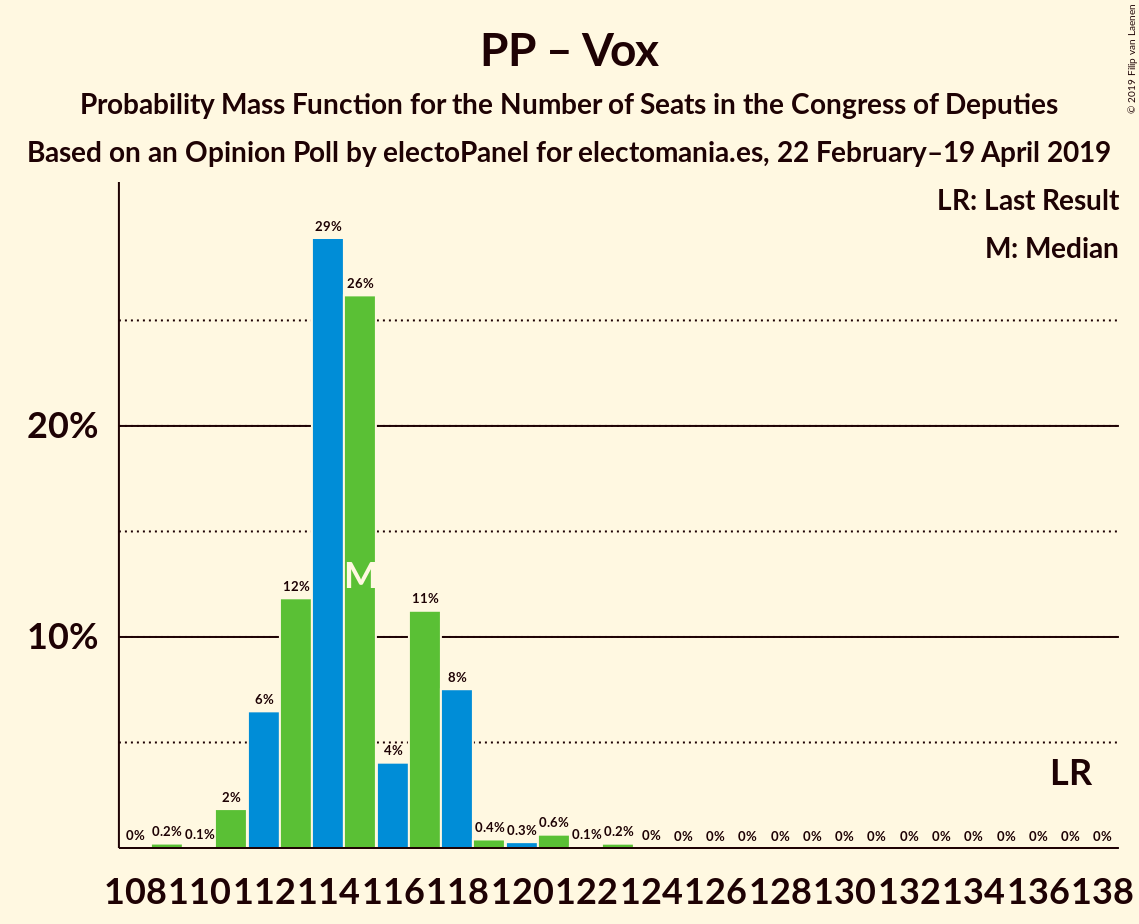 PP – Vox
Probability Mass Function for the Number of Seats in the Congress of Deputies
Based on an Opinion Poll by electoPanel for electomania.es, 22 February–19 April 2019
© 2019 Filip van Laenen
LR: Last Result
M: Median
20%
10%
0% 0.2% 0.1% 2% 6% 12% 29% 26% 4% 11% 8% 0.4% 0.3% 0.6% 0.1% 0.2% 0% 0% 0% 0% 0% 0% 0% 0% 0% 0% 0% 0% 0% 0% 0%
M
LR
108 110 112 114 116 118 120 122 124 126 128 130 132 134 136 138